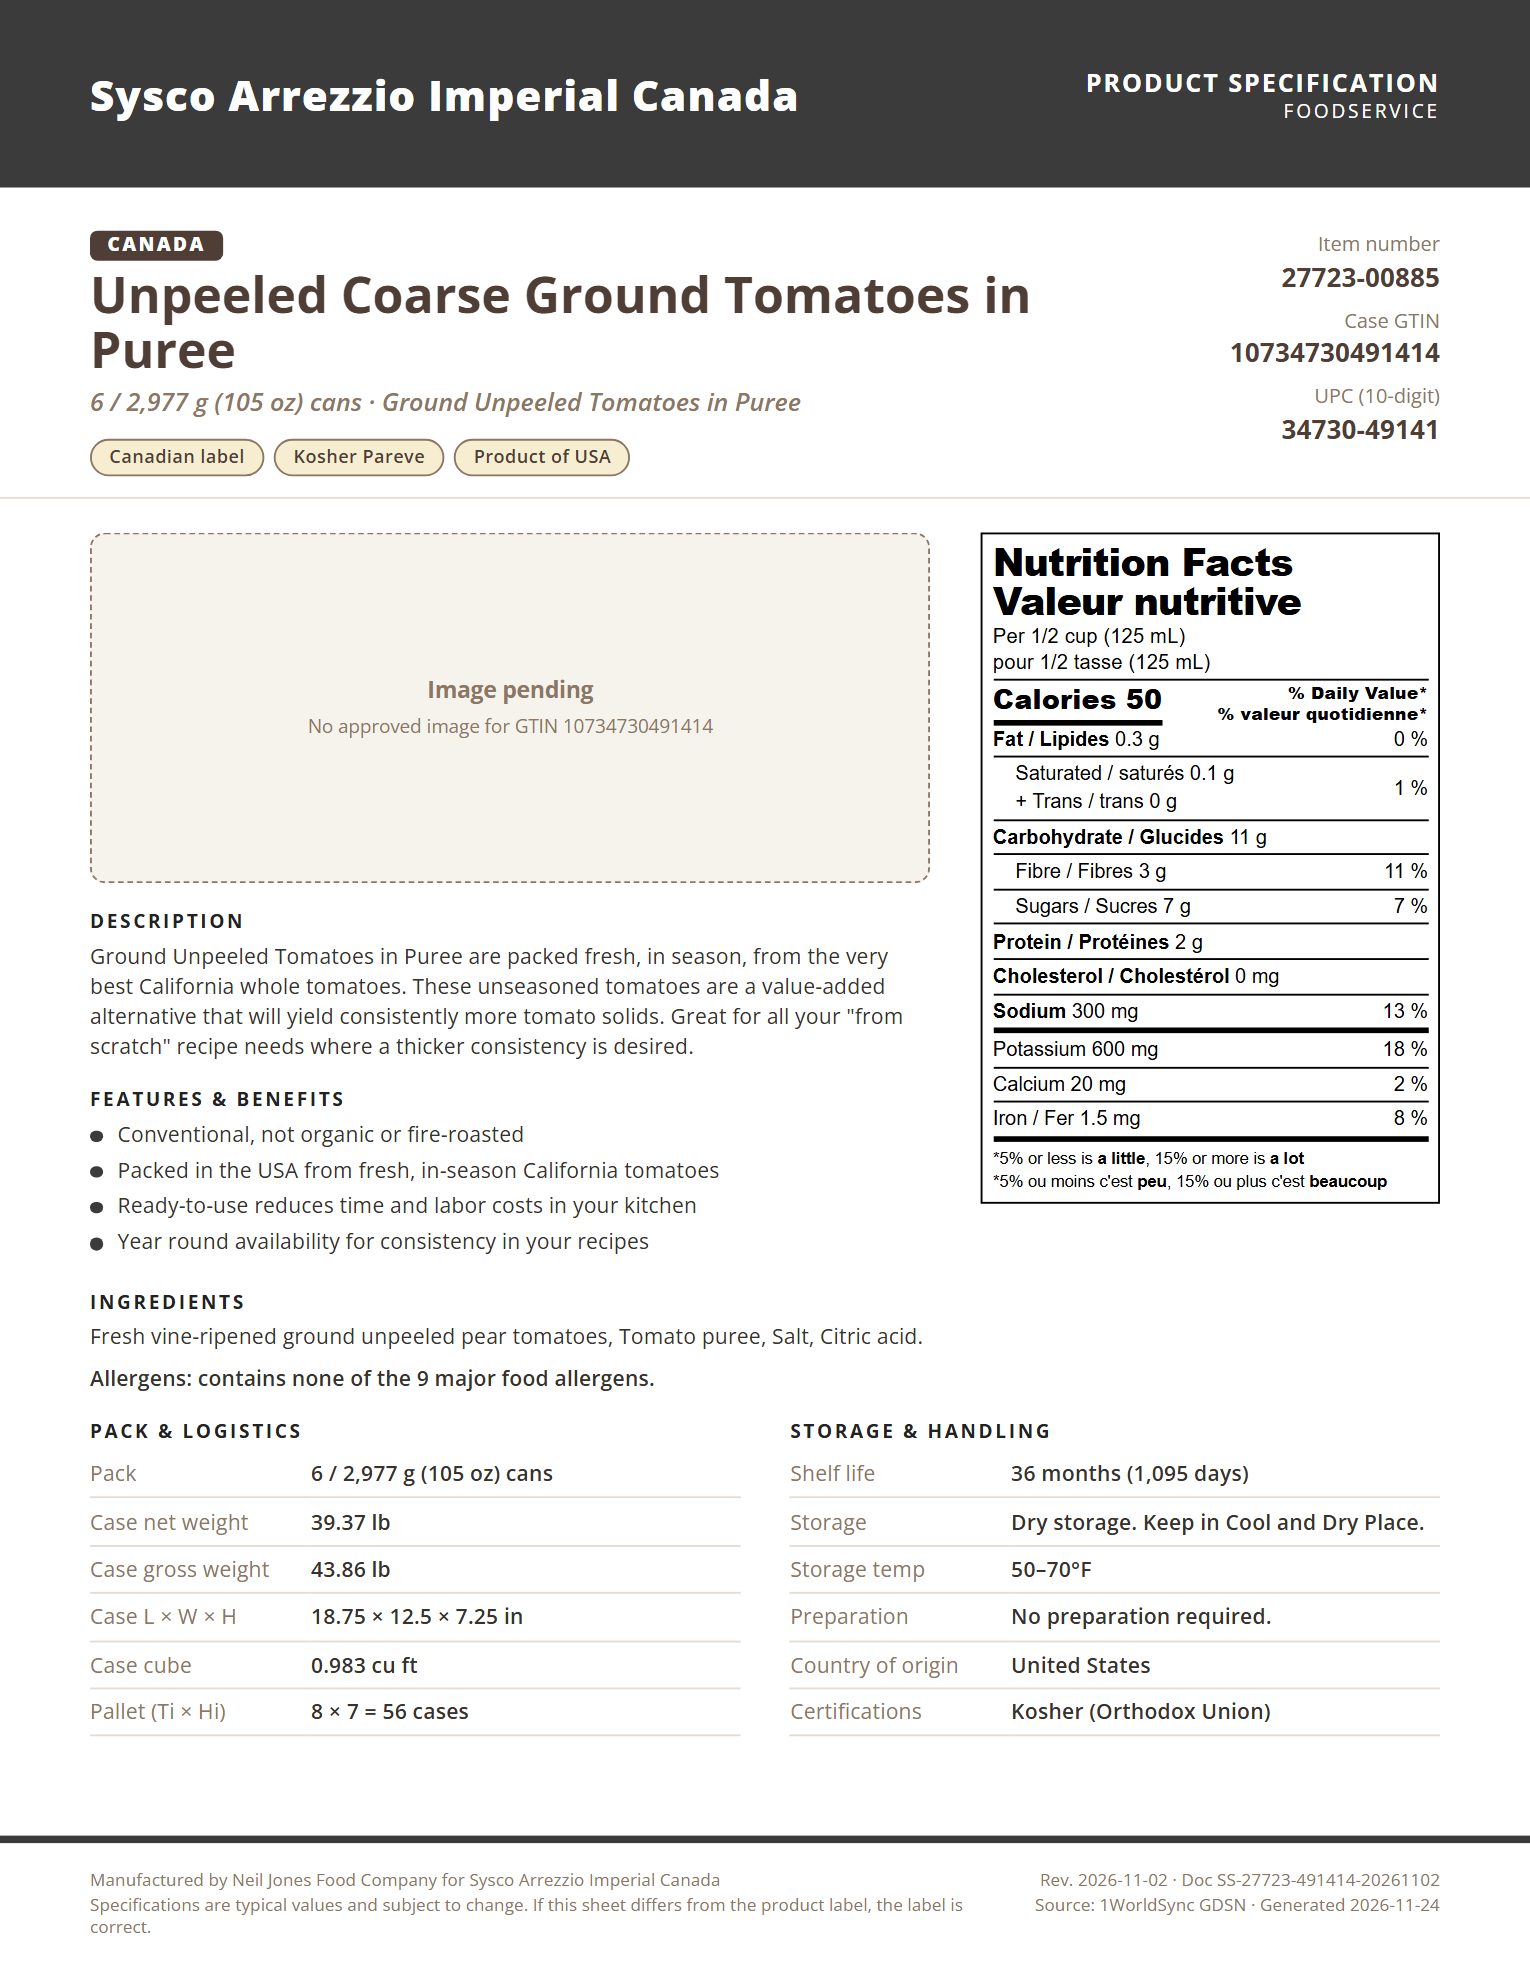 Sysco Arrezzio Imperial Canada
PRODUCT SPECIFICATION
FOODSERVICE
CANADA
Unpeeled Coarse Ground Tomatoes in
Puree
6 / 2,977 g (105 oz) cans · Ground Unpeeled Tomatoes in Puree
Canadian label
Kosher Pareve
Product of USA
Item number
27723-00885
Case GTIN
10734730491414
UPC (10-digit)
34730-49141
Image pending
No approved image for GTIN 10734730491414
DESCRIPTION
Ground Unpeeled Tomatoes in Puree are packed fresh, in season, from the very
best California whole tomatoes. These unseasoned tomatoes are a value-added
alternative that will yield consistently more tomato solids. Great for all your "from
scratch" recipe needs where a thicker consistency is desired.
FEATURES & BENEFITS
● Conventional, not organic or fire-roasted
● Packed in the USA from fresh, in-season California tomatoes
● Ready-to-use reduces time and labor costs in your kitchen
● Year round availability for consistency in your recipes
Nutrition Facts
Valeur nutritive
Per 1/2 cup (125 mL)
pour 1/2 tasse (125 mL)
Calories 50
% Daily Value*
% valeur quotidienne*
Fat / Lipides 0.3 g 0 %
Saturated / saturés 0.1 g
+ Trans / trans 0 g
1 %
Carbohydrate / Glucides 11 g
Fibre / Fibres 3 g 11 %
Sugars / Sucres 7 g 7 %
Protein / Protéines 2 g
Cholesterol / Cholestérol 0 mg
Sodium 300 mg 13 %
Potassium 600 mg 18 %
Calcium 20 mg 2 %
Iron / Fer 1.5 mg 8 %
*5% or less is a little, 15% or more is a lot
*5% ou moins c'est peu, 15% ou plus c'est beaucoup
INGREDIENTS
Fresh vine-ripened ground unpeeled pear tomatoes, Tomato puree, Salt, Citric acid.
Allergens: contains none of the 9 major food allergens.
PACK & LOGISTICS
Pack 6 / 2,977 g (105 oz) cans
Case net weight 39.37 lb
Case gross weight 43.86 lb
Case L × W × H 18.75 × 12.5 × 7.25 in
Case cube 0.983 cu ft
Pallet (Ti × Hi) 8 × 7 = 56 cases
STORAGE & HANDLING
Shelf life 36 months (1,095 days)
Storage Dry storage. Keep in Cool and Dry Place.
Storage temp 50–70°F
Preparation No preparation required.
Country of origin United States
Certifications Kosher (Orthodox Union)
Manufactured by Neil Jones Food Company for Sysco Arrezzio Imperial Canada
Specifications are typical values and subject to change. If this sheet differs from the product label, the label is
correct.
Rev. 2026-11-02 · Doc SS-27723-491414-20261102
Source: 1WorldSync GDSN · Generated 2026-11-24